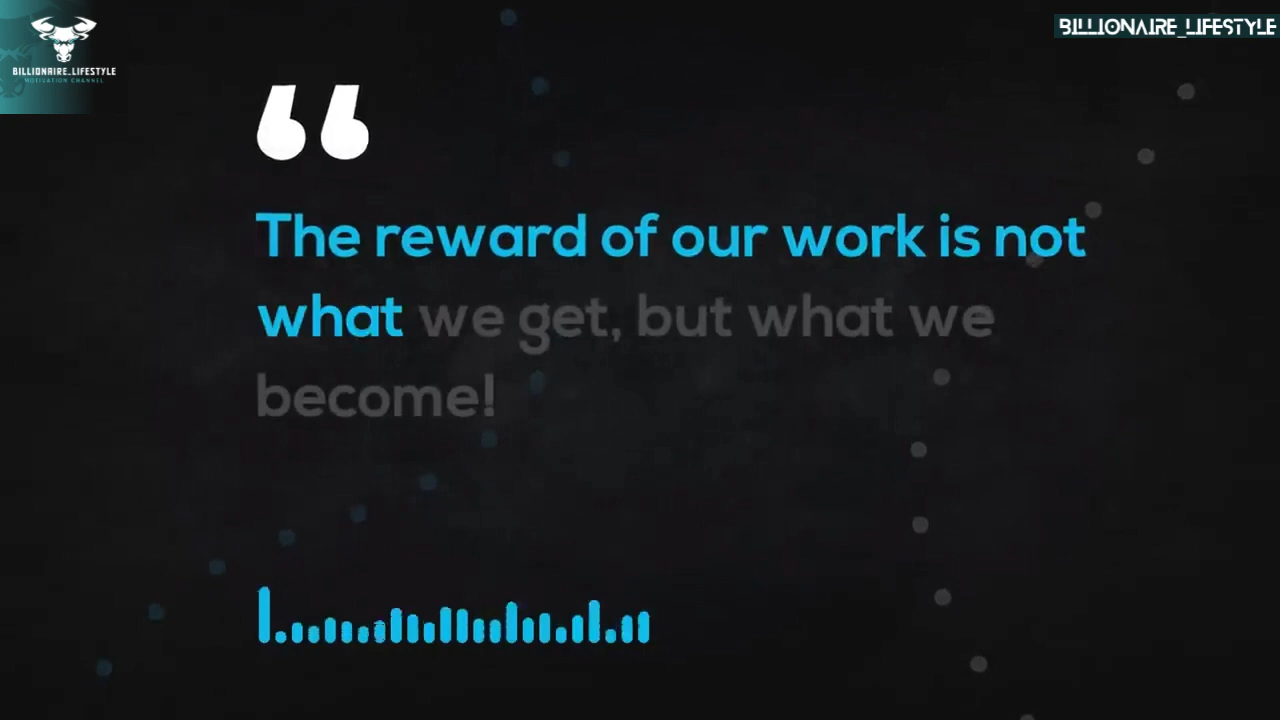 BILLIONAIRE_LIFESTYLE
MOTIVATION CHANNEL
BILLIONAIRE_LIFESTYLE
“
The reward of our work is not
what we get, but what we
become!